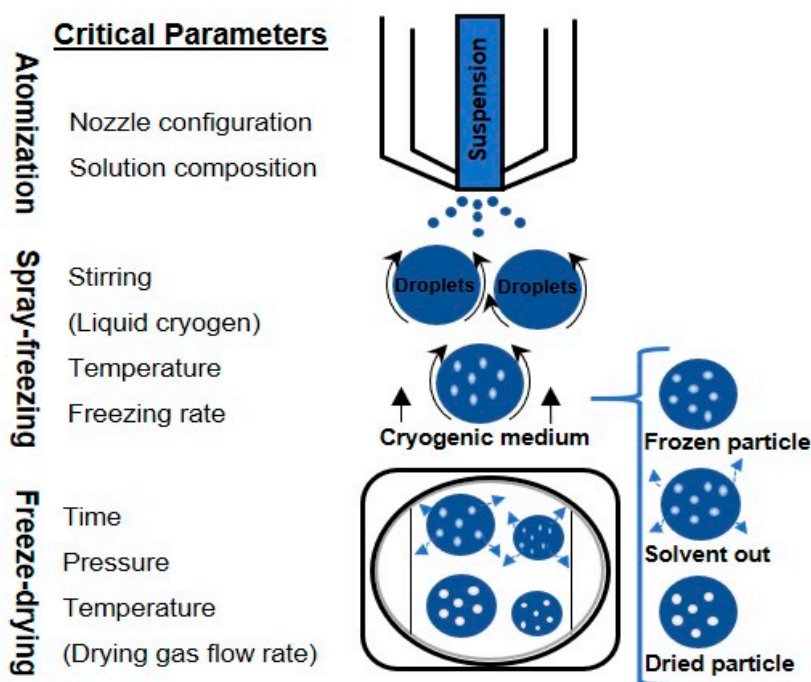 Critical Parameters
Atomization
Nozzle configuration
Solution composition
Suspension
Spray-freezing
Stirring
(Liquid cryogen)
Temperature
Freezing rate
Droplets
Droplets
Cryogenic medium
Frozen particle
Solvent out
Dried particle
Freeze-drying
Time
Pressure
Temperature
(Drying gas flow rate)